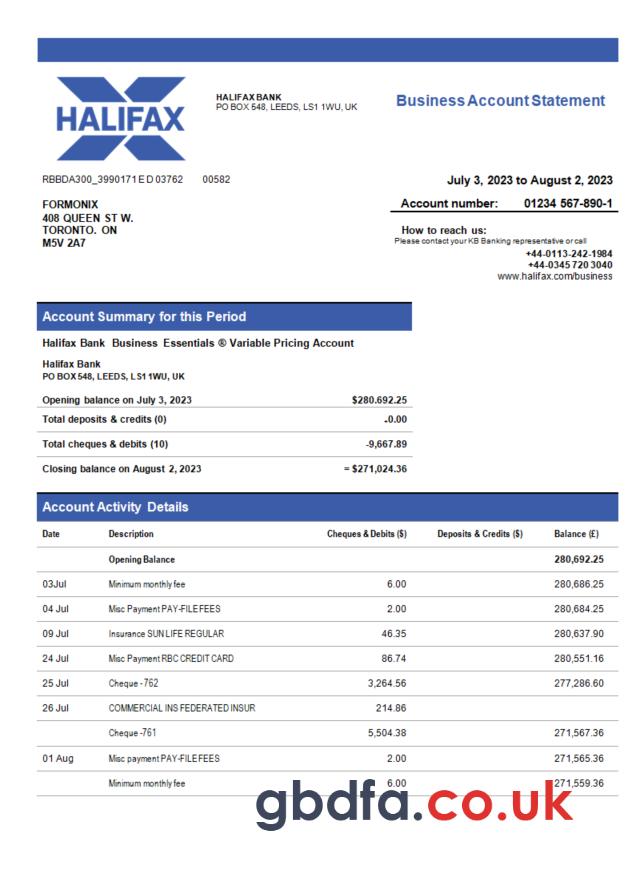 HALIFAX
HALIFAX BANK
PO BOX 548, LEEDS, LS1 1WU, UK
Business Account Statement
RBBDA300_3990171 E D 03762 00582
July 3, 2023 to August 2, 2023
FORMONIX
408 QUEEN ST W.
TORONTO. ON
M5V 2A7
Account number: 01234 567-890-1
How to reach us:
Please contact your KB Banking representative or call
+44-0113-242-1984
+44-0345 720 3040
www.halifax.com/business
Account Summary for this Period
Halifax Bank Business Essentials ® Variable Pricing Account
Halifax Bank
PO BOX 548, LEEDS, LS1 1WU, UK
Opening balance on July 3, 2023 $280.692.25
Total deposits & credits (0) -0.00
Total cheques & debits (10) -9,667.89
Closing balance on August 2, 2023 = $271,024.36
Account Activity Details
Date Description Cheques & Debits ($) Deposits & Credits ($) Balance (£)
Opening Balance 280,692.25
03Jul Minimum monthly fee 6.00 280,686.25
04 Jul Misc Payment PAY-FILE FEES 2.00 280,684.25
09 Jul Insurance SUN LIFE REGULAR 46.35 280,637.90
24 Jul Misc Payment RBC CREDIT CARD 86.74 280,551.16
25 Jul Cheque -762 3,264.56 277,286.60
26 Jul COMMERCIAL INS FEDERATED INSUR 214.86
Cheque -761 5,504.38 271,567.36
01 Aug Misc payment PAY-FILE FEES 2.00 271,565.36
Minimum monthly fee 6.00 271,559.36
gbdfa.co.uk